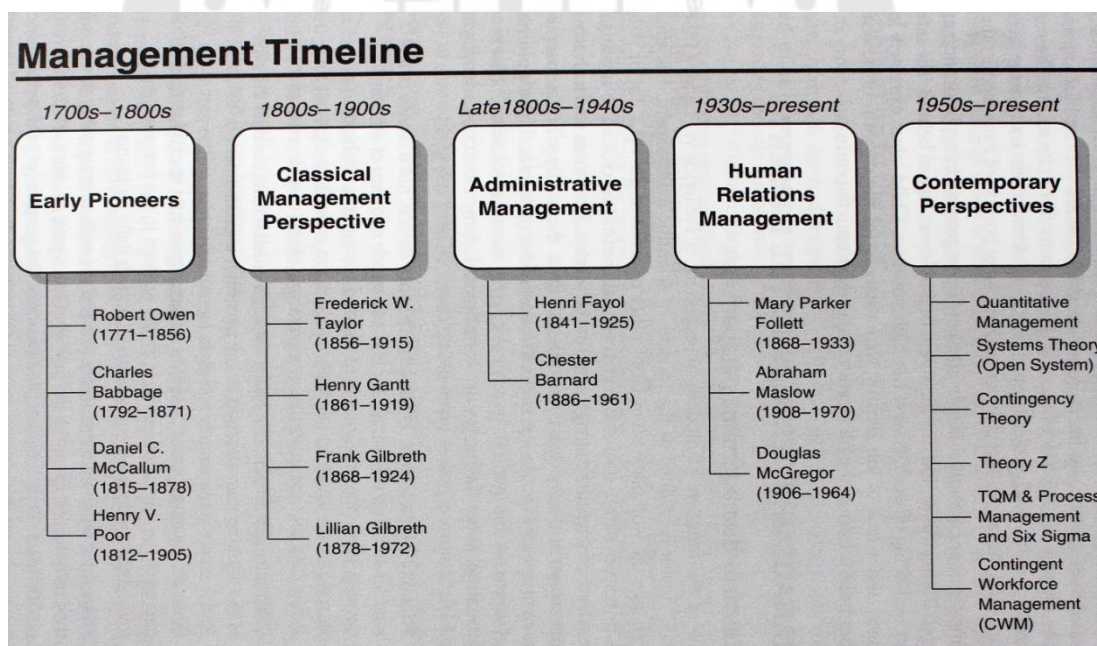 Management Timeline
1700s–1800s
Early Pioneers
Robert Owen
(1771–1856)
Charles
Babbage
(1792–1871)
Daniel C.
McCallum
(1815–1878)
Henry V.
Poor
(1812–1905)
1800s–1900s
Classical
Management
Perspective
Frederick W.
Taylor
(1856–1915)
Henry Gantt
(1861–1919)
Frank Gilbreth
(1868–1924)
Lillian Gilbreth
(1878–1972)
Late1800s–1940s
Administrative
Management
Henri Fayol
(1841–1925)
Chester
Barnard
(1886–1961)
1930s–present
Human
Relations
Management
Mary Parker
Follett
(1868–1933)
Abraham
Maslow
(1908–1970)
Douglas
McGregor
(1906–1964)
1950s–present
Contemporary
Perspectives
Quantitative
Management
Systems Theory
(Open System)
Contingency
Theory
Theory Z
TQM & Process
Management
and Six Sigma
Contingent
Workforce
Management
(CWM)